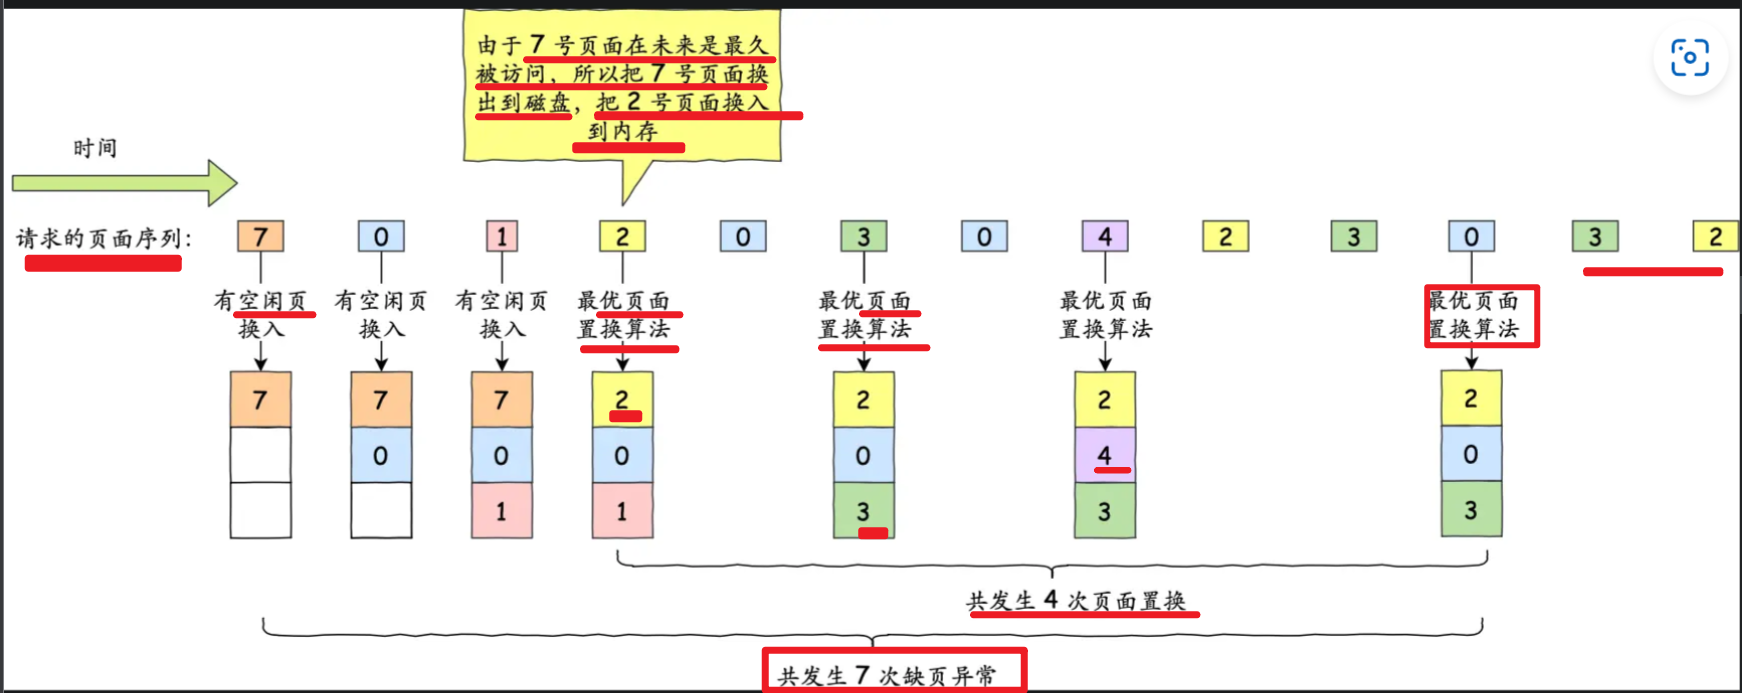 由于 7 号页面在未来是最久
被访问, 所以把 7 号页面换
出到磁盘, 把 2 号页面换入
到内存
时间
请求的页面序列: 7 0 1 2 0 3 0 4 2 3 0 3 2
有空闲页 有空闲页 有空闲页 最优页面 最优页面 最优页面 最优页面
换入 换入 换入 置换算法 置换算法 置换算法 置换算法
7 7 7 2 2 2 2
0 0 0 0 4 0
1 1 3 3 3
共发生 4 次页面置换
共发生 7 次缺页异常